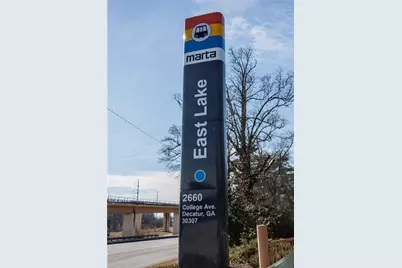 marta
East Lake
2660
College Ave.
Decatur, GA
30307